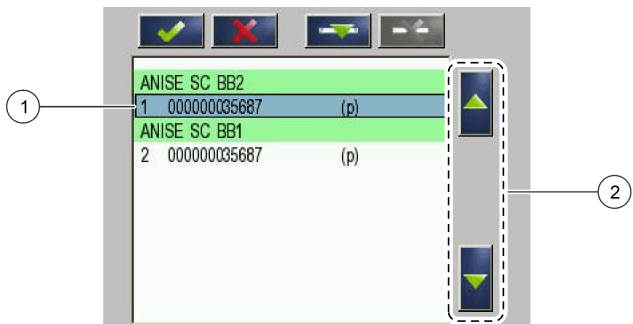 ANISE SC BB2
1 000000035687 (p)
ANISE SC BB1
2 000000035687 (p)
1
2